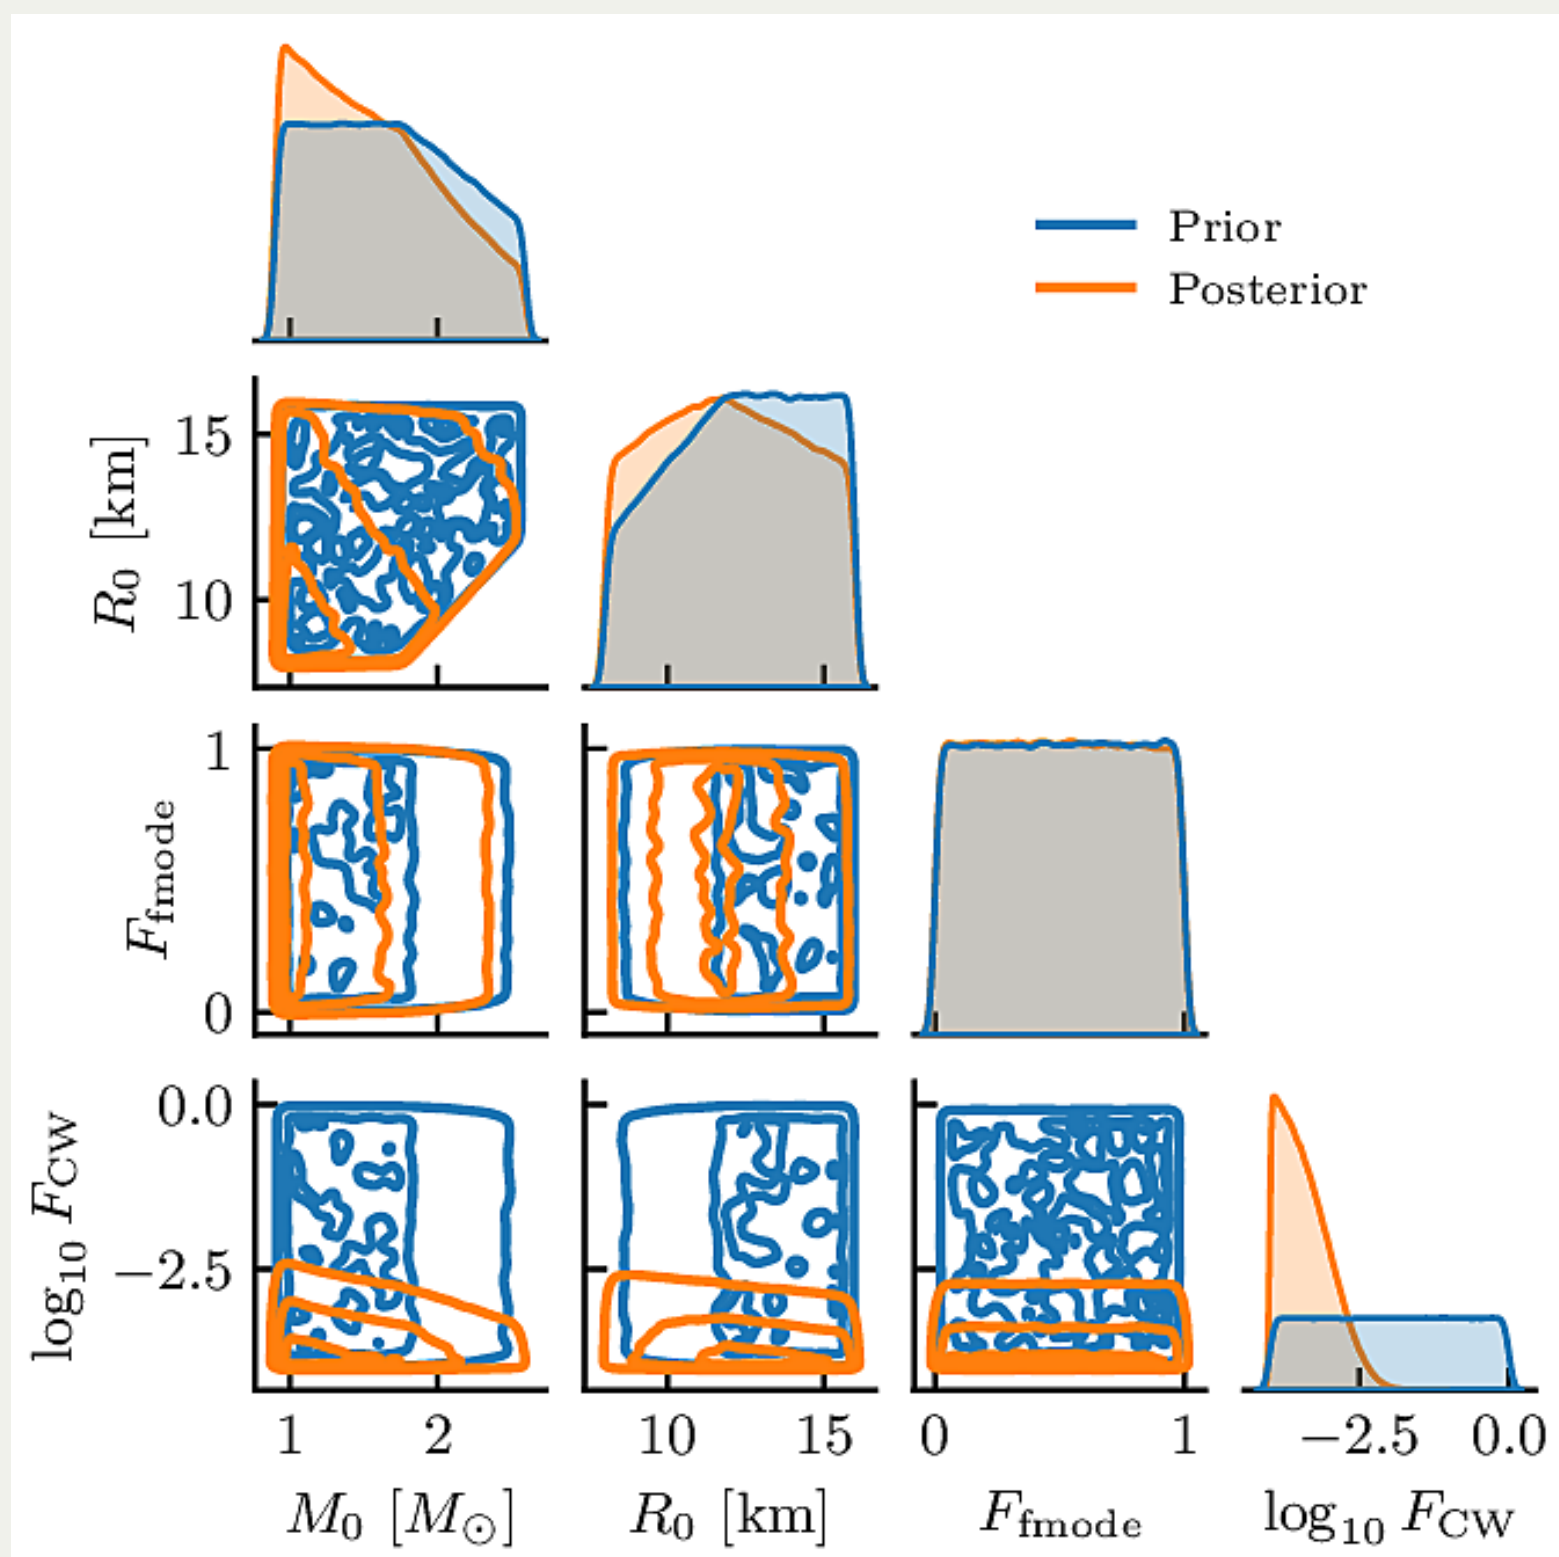 Prior
Posterior
R₀ [km]
15
10
F_fmode
1
0
log₁₀ F_CW
0.0
−2.5
1 2 10 15 0 1 −2.5 0.0
M₀ [M⊙] R₀ [km] F_fmode log₁₀ F_CW